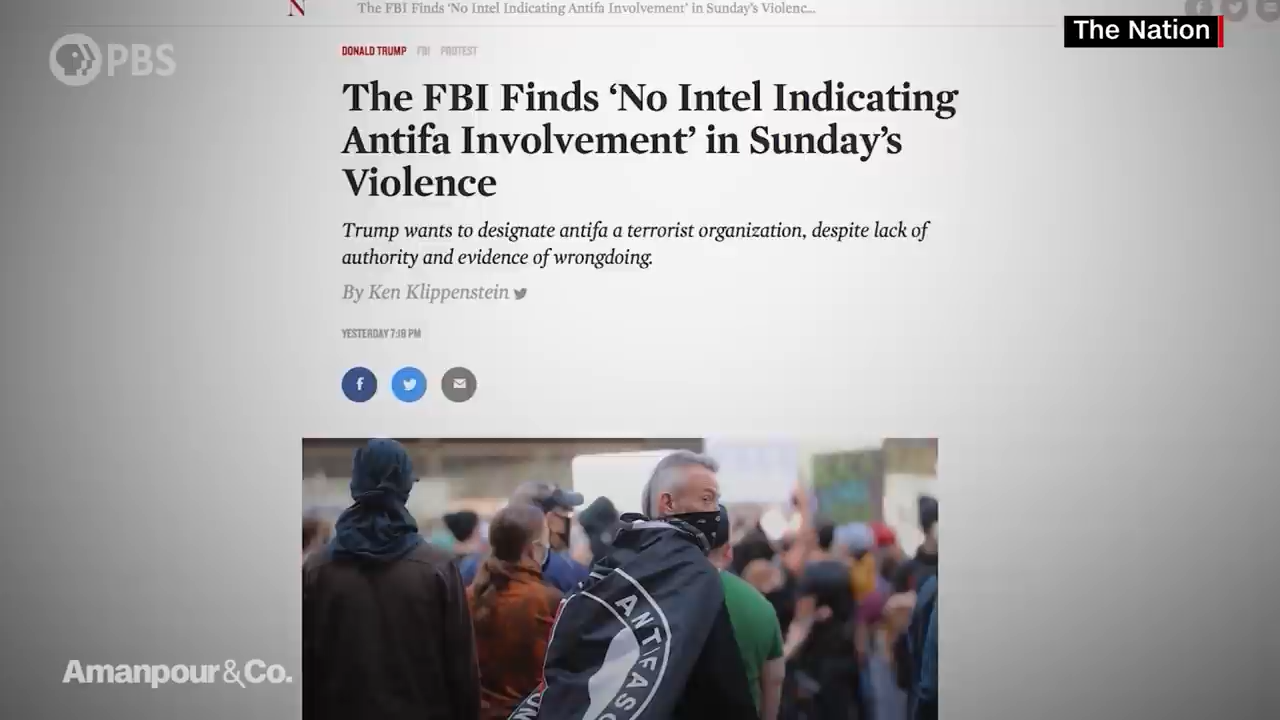 N
The FBI Finds ‘No Intel Indicating Antifa Involvement’ in Sunday’s Violenc...
The Nation
PBS
DONALD TRUMP FBI PROTEST
The FBI Finds ‘No Intel Indicating
Antifa Involvement’ in Sunday’s
Violence
Trump wants to designate antifa a terrorist organization, despite lack of
authority and evidence of wrongdoing.
By Ken Klippenstein
YESTERDAY 7:18 PM
f
ANTIFASC
ON
Amanpour&Co.